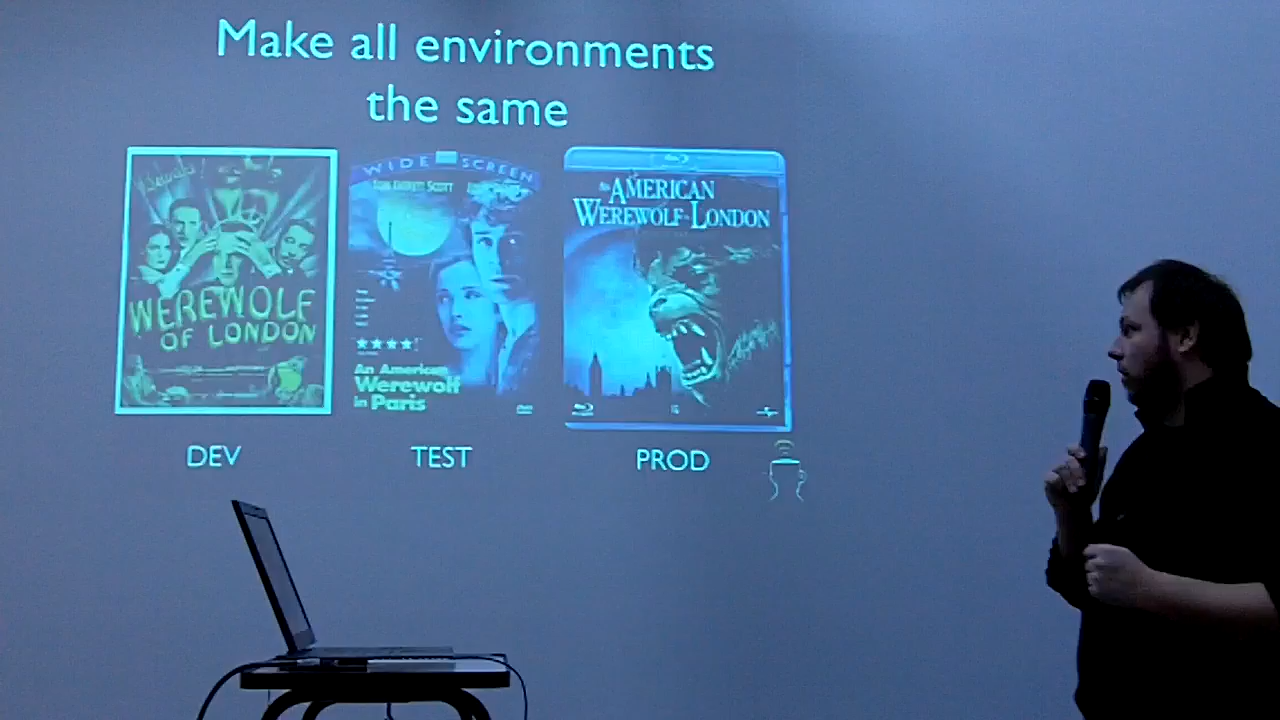 Make all environments
the same
WEREWOLF
OF LONDON
WIDE SCREEN
SCOTT
★★★★!
An American
Werewolf
in Paris
AN AMERICAN
WEREWOLF IN LONDON
DEV
TEST
PROD